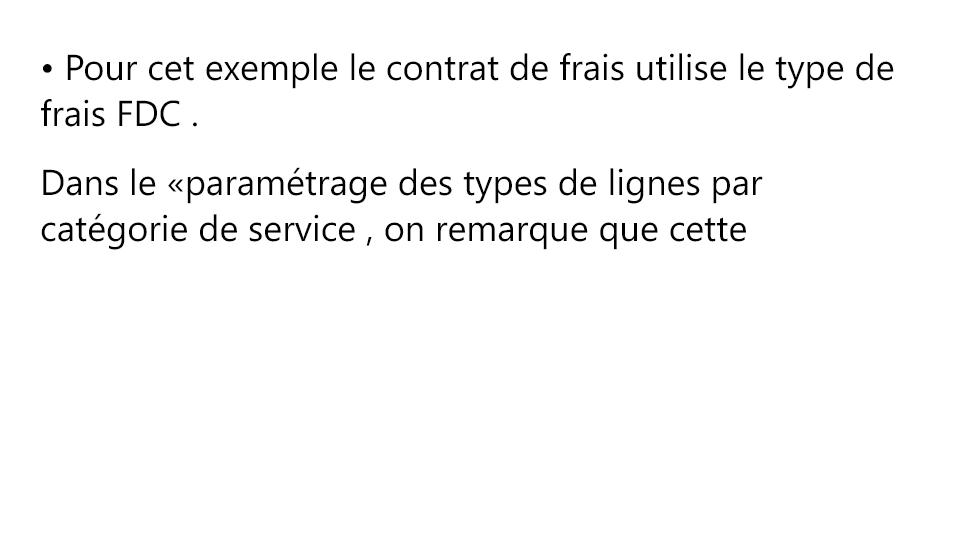 • Pour cet exemple le contrat de frais utilise le type de
frais FDC .
Dans le «paramétrage des types de lignes par
catégorie de service , on remarque que cette